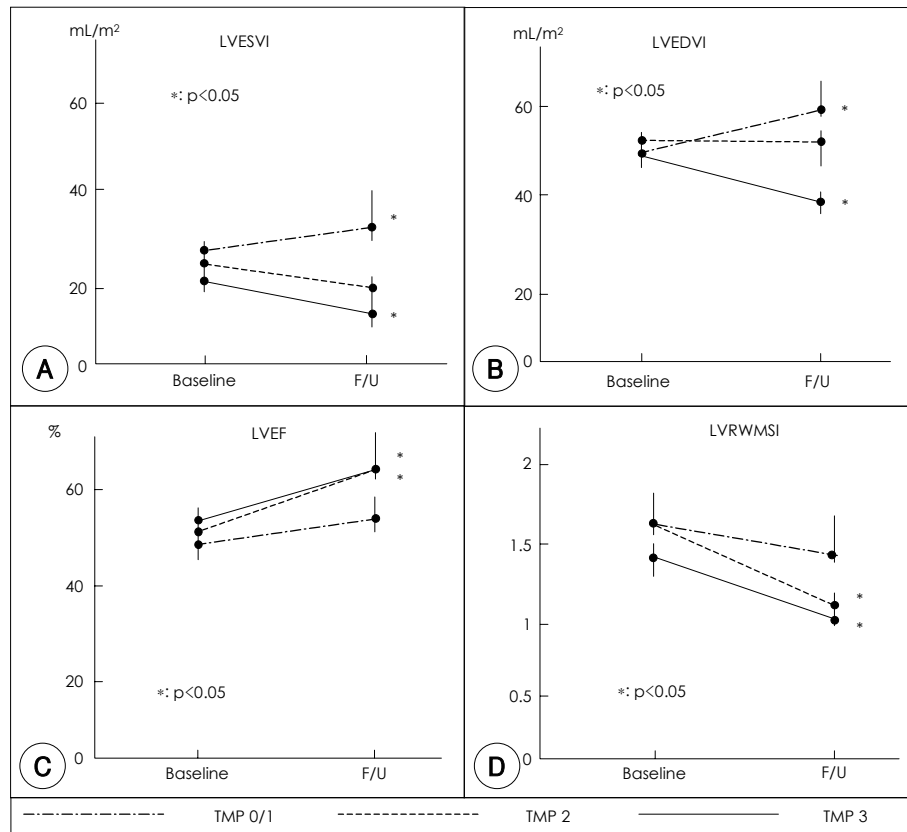 mL/m²
LVESVI
∗: p<0.05
60
40
∗
20
∗
0
Baseline
F/U
A
mL/m²
LVEDVI
∗: p<0.05
60
∗
40
∗
20
0
Baseline
F/U
B
%
LVEF
60
∗
∗
40
20
∗: p<0.05
0
Baseline
F/U
C
LVRWMSI
2
1.5
∗
1
∗
0.5
∗: p<0.05
0
Baseline
F/U
D
TMP 0/1
TMP 2
TMP 3